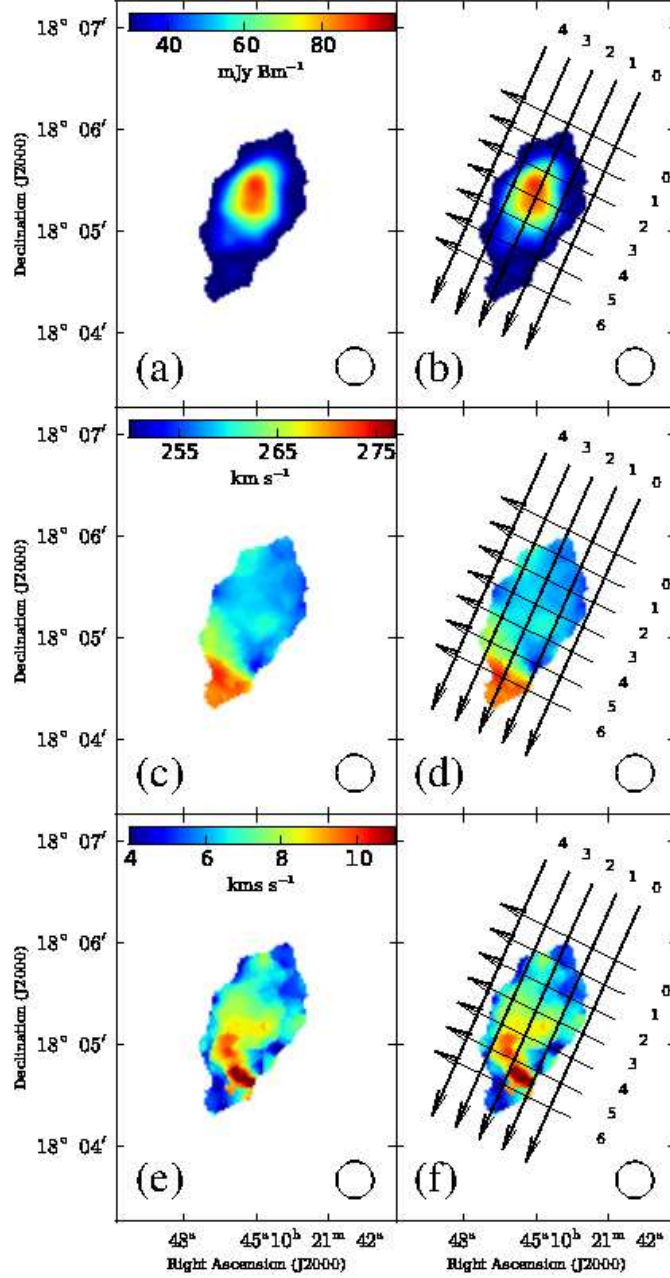 40 60 80
mJy Bm⁻¹
18° 07′
18° 06′
18° 05′
18° 04′
Declination (J2000)
(a)
4 3 2 1 0
0
1
2
3
4
5
6
(b)
255 265 275
km s⁻¹
18° 07′
18° 06′
18° 05′
18° 04′
Declination (J2000)
(c)
4 3 2 1 0
0
1
2
3
4
5
6
(d)
4 6 8 10
kms s⁻¹
18° 07′
18° 06′
18° 05′
18° 04′
Declination (J2000)
(e)
4 3 2 1 0
0
1
2
3
4
5
6
(f)
48ˢ 45ˢ 10ʰ 21ᵐ 42ˢ
Right Ascension (J2000)
48ˢ 45ˢ 10ʰ 21ᵐ 42ˢ
Right Ascension (J2000)